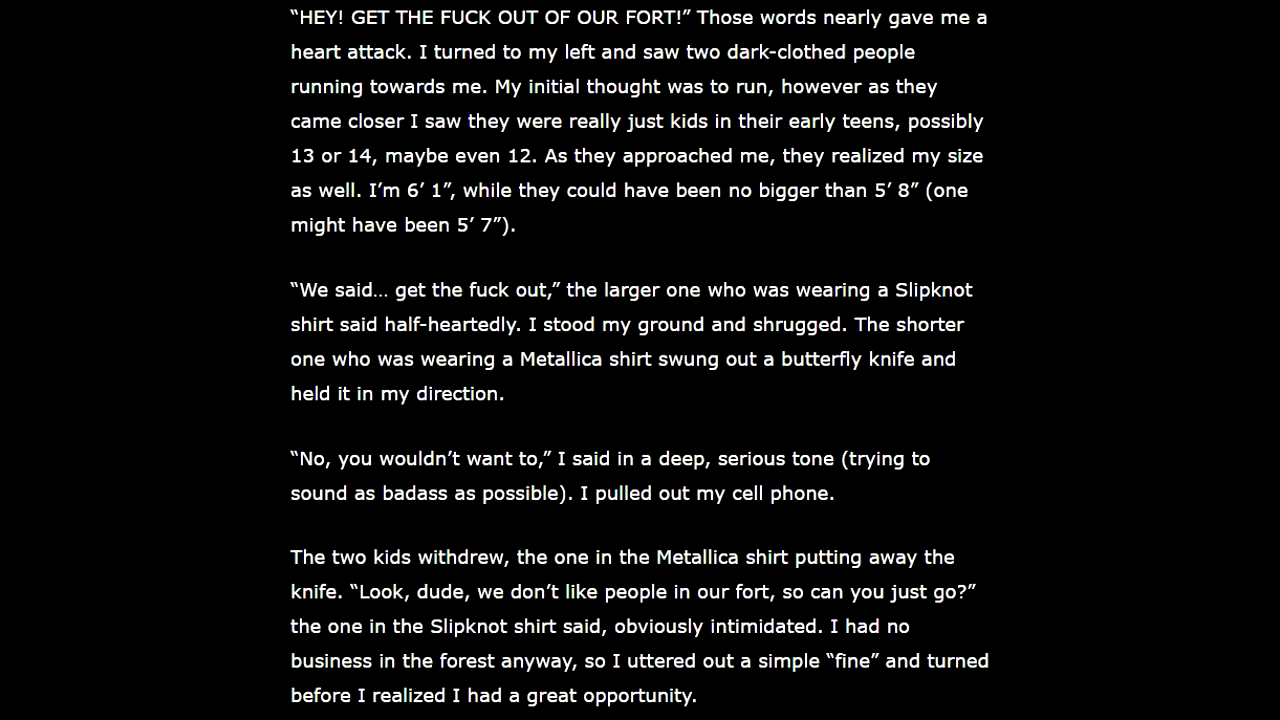 “HEY! GET THE FUCK OUT OF OUR FORT!” Those words nearly gave me a
heart attack. I turned to my left and saw two dark-clothed people
running towards me. My initial thought was to run, however as they
came closer I saw they were really just kids in their early teens, possibly
13 or 14, maybe even 12. As they approached me, they realized my size
as well. I’m 6’ 1”, while they could have been no bigger than 5’ 8” (one
might have been 5’ 7”).
“We said… get the fuck out,” the larger one who was wearing a Slipknot
shirt said half-heartedly. I stood my ground and shrugged. The shorter
one who was wearing a Metallica shirt swung out a butterfly knife and
held it in my direction.
“No, you wouldn’t want to,” I said in a deep, serious tone (trying to
sound as badass as possible). I pulled out my cell phone.
The two kids withdrew, the one in the Metallica shirt putting away the
knife. “Look, dude, we don’t like people in our fort, so can you just go?”
the one in the Slipknot shirt said, obviously intimidated. I had no
business in the forest anyway, so I uttered out a simple “fine” and turned
before I realized I had a great opportunity.